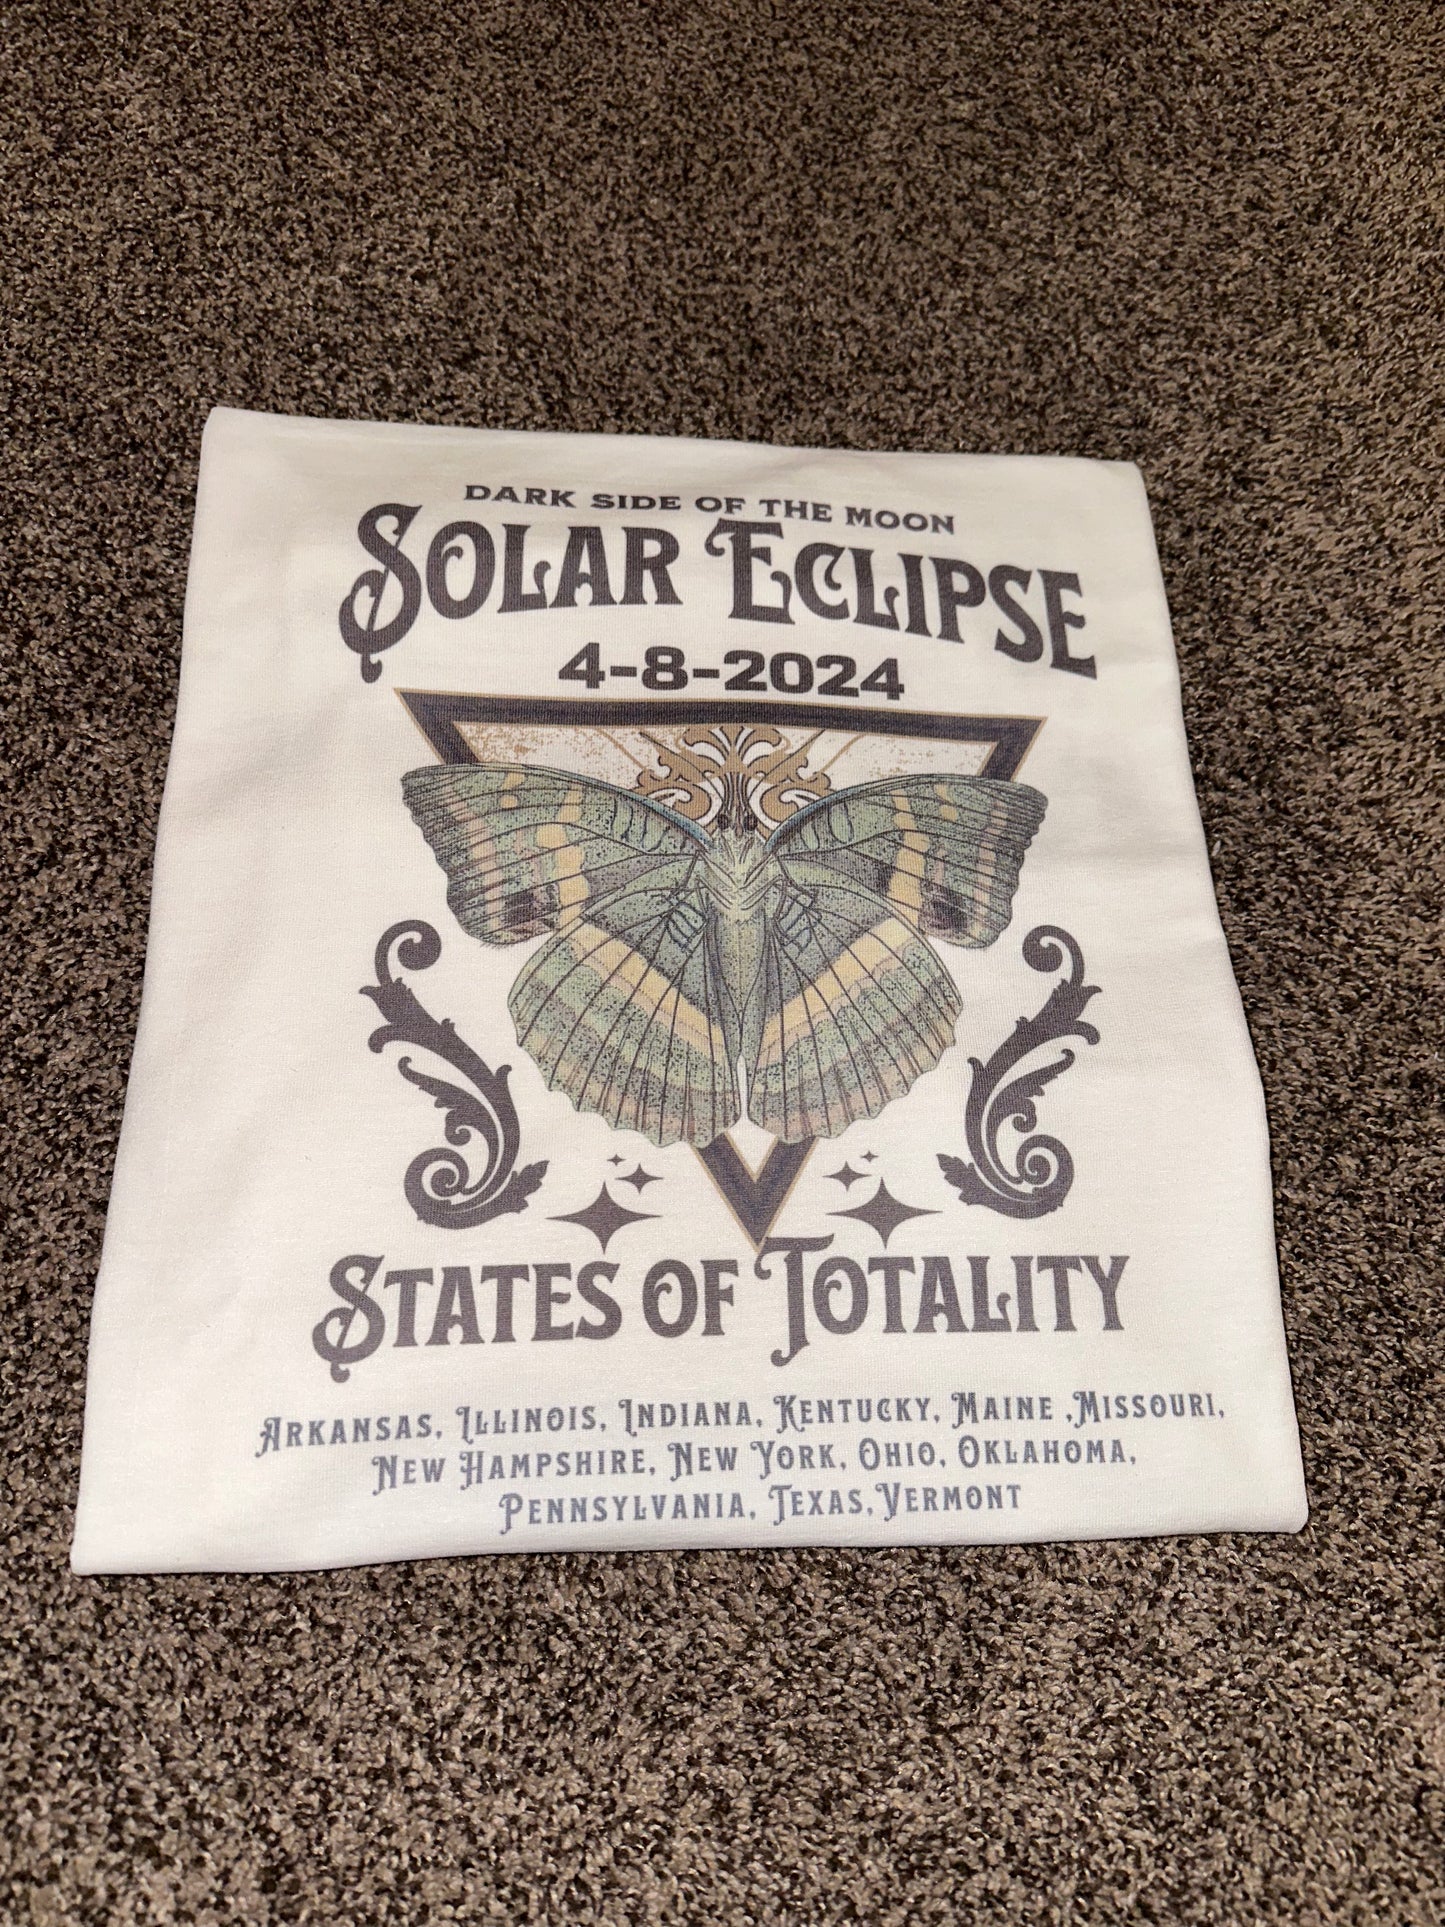 DARK SIDE OF THE MOON
SOLAR ECLIPSE
4-8-2024
STATES OF TOTALITY
ARKANSAS, ILLINOIS, INDIANA, KENTUCKY, MAINE ,MISSOURI,
NEW HAMPSHIRE, NEW YORK, OHIO, OKLAHOMA,
PENNSYLVANIA, TEXAS,VERMONT